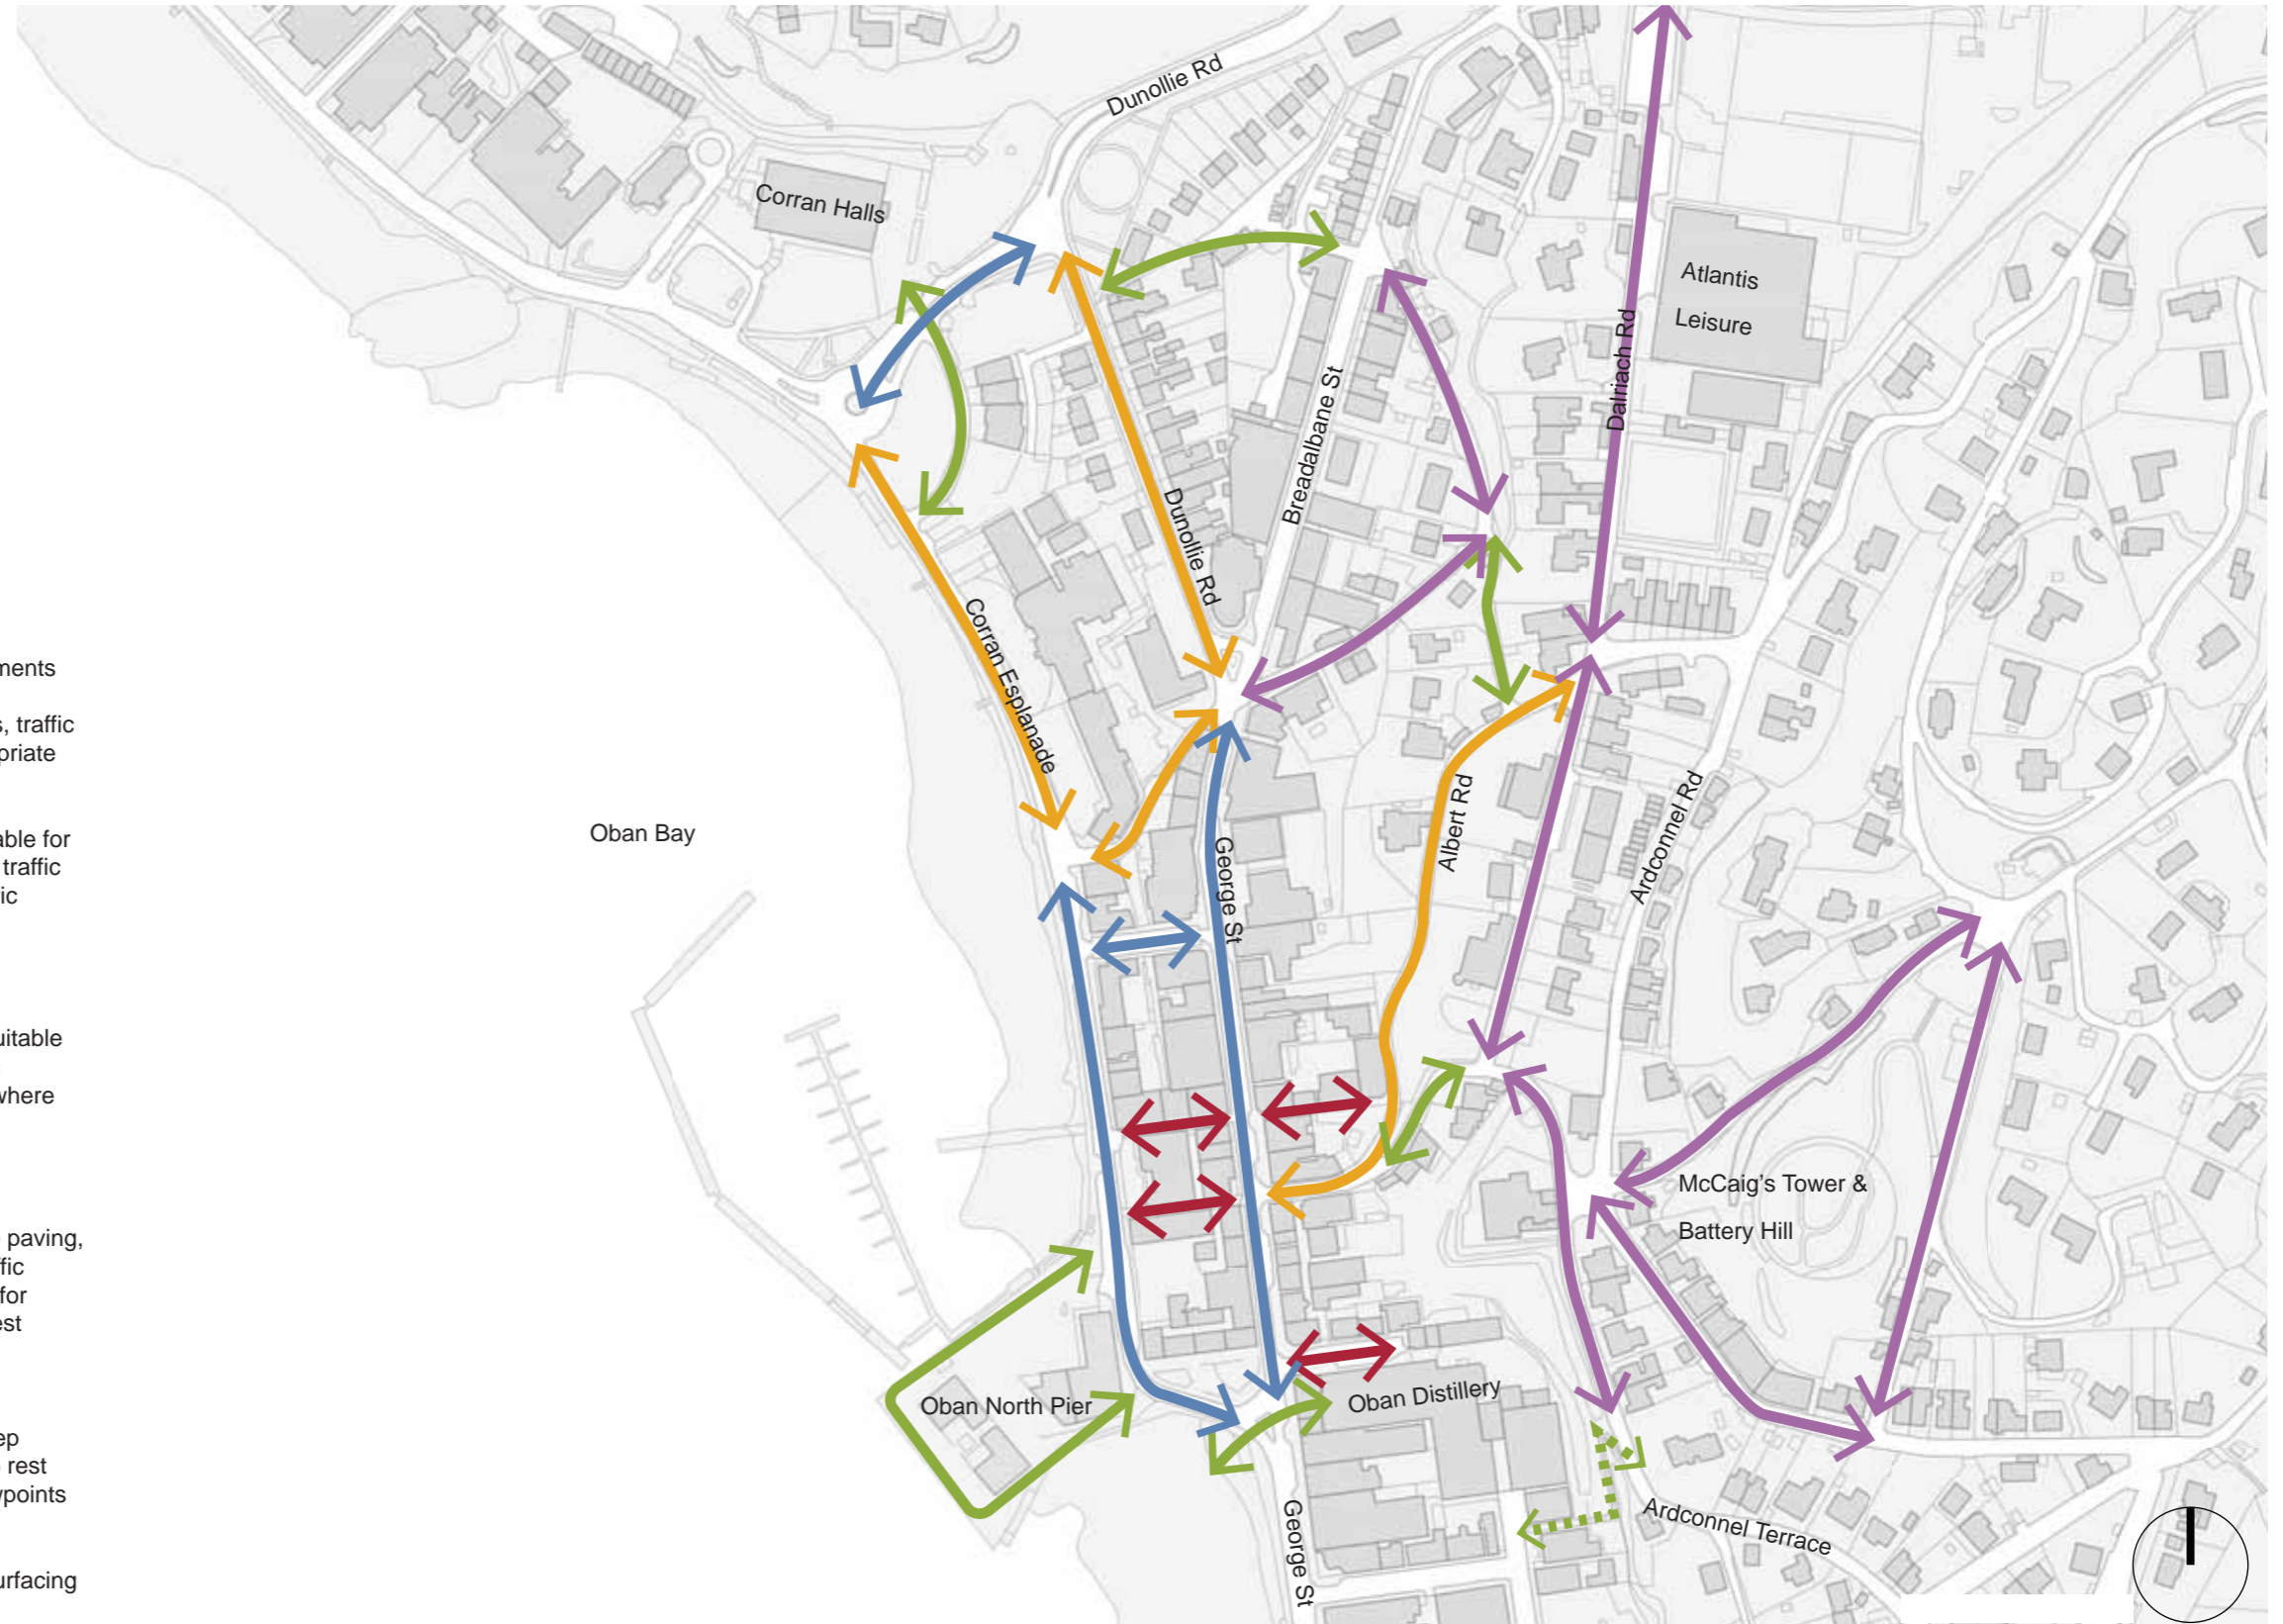 ments
s, traffic
priate
able for
traffic
ic
uitable
where
paving,
ffic
for
est
ep
rest
wpoints
urfacing
Dunollie Rd
Corran Halls
Atlantis
Leisure
Dalriach Rd
Breadalbane St
Dunollie Rd
Corran Esplanade
Oban Bay
George St
Albert Rd
Ardconnel Rd
McCaig's Tower &
Battery Hill
Oban North Pier
Oban Distillery
George St
Ardconnel Terrace